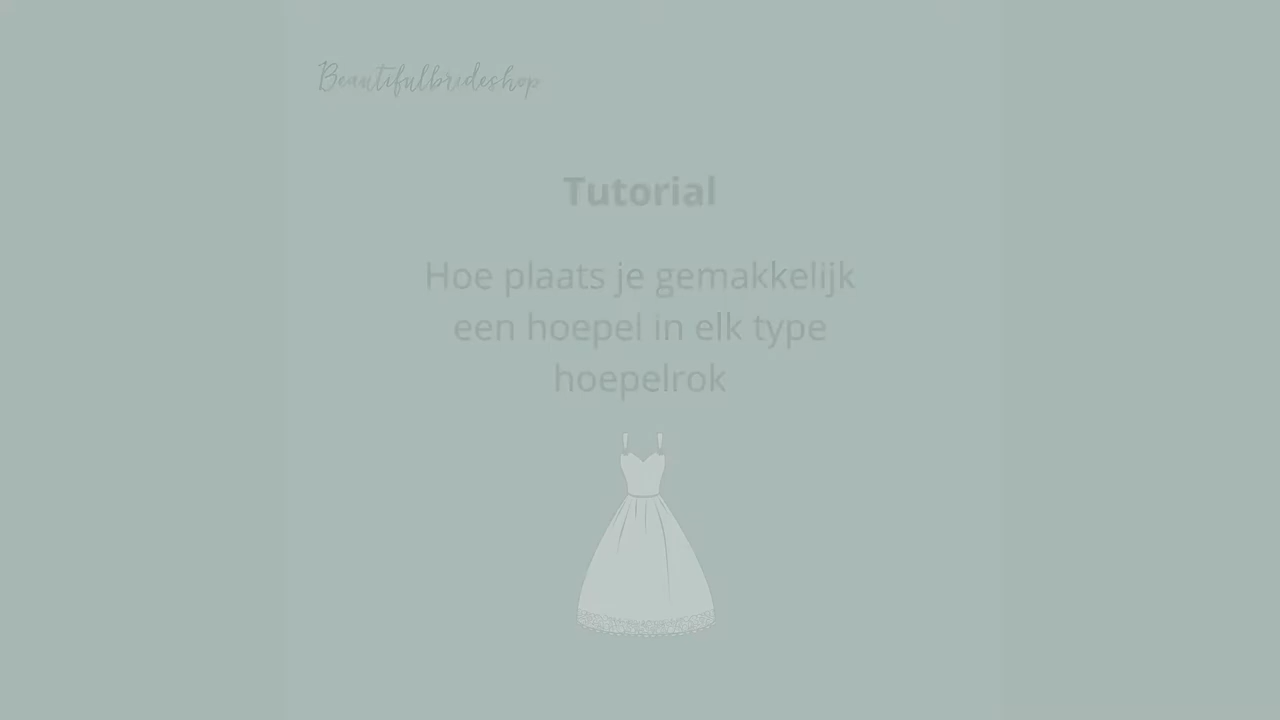 Beautifulbrideshop
Tutorial
Hoe plaats je gemakkelijk
een hoepel in elk type
hoepelrok